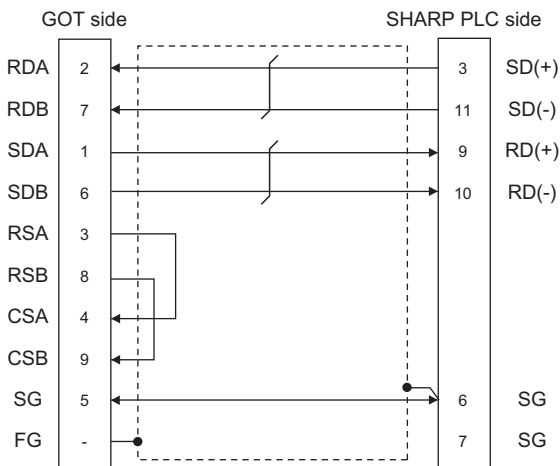 GOT side SHARP PLC side
RDA 2 3 SD(+)
RDB 7 11 SD(-)
SDA 1 9 RD(+)
SDB 6 10 RD(-)
RSA 3
RSB 8
CSA 4
CSB 9
SG 5 6 SG
FG - 7 SG